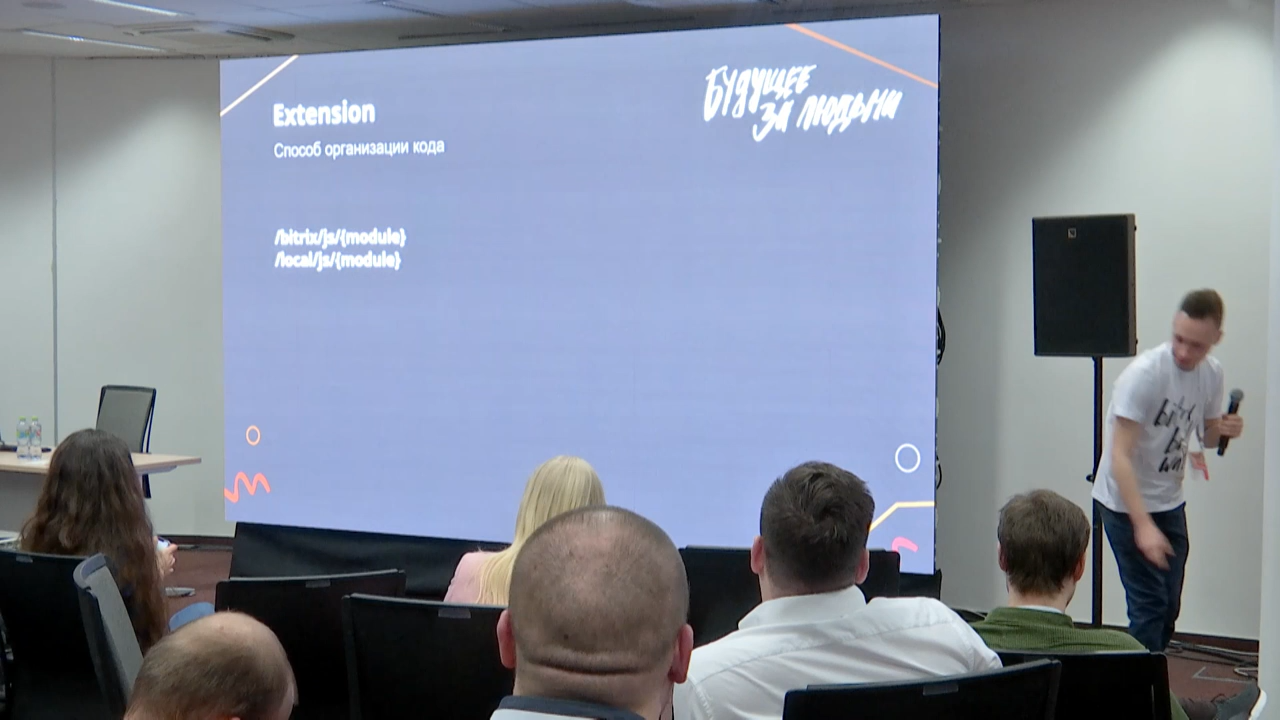 Extension
Способ организации кода
/bitrix/js/{module}
/local/js/{module}
БУДУЩЕЕ
ЗА ЛЮДЬМИ